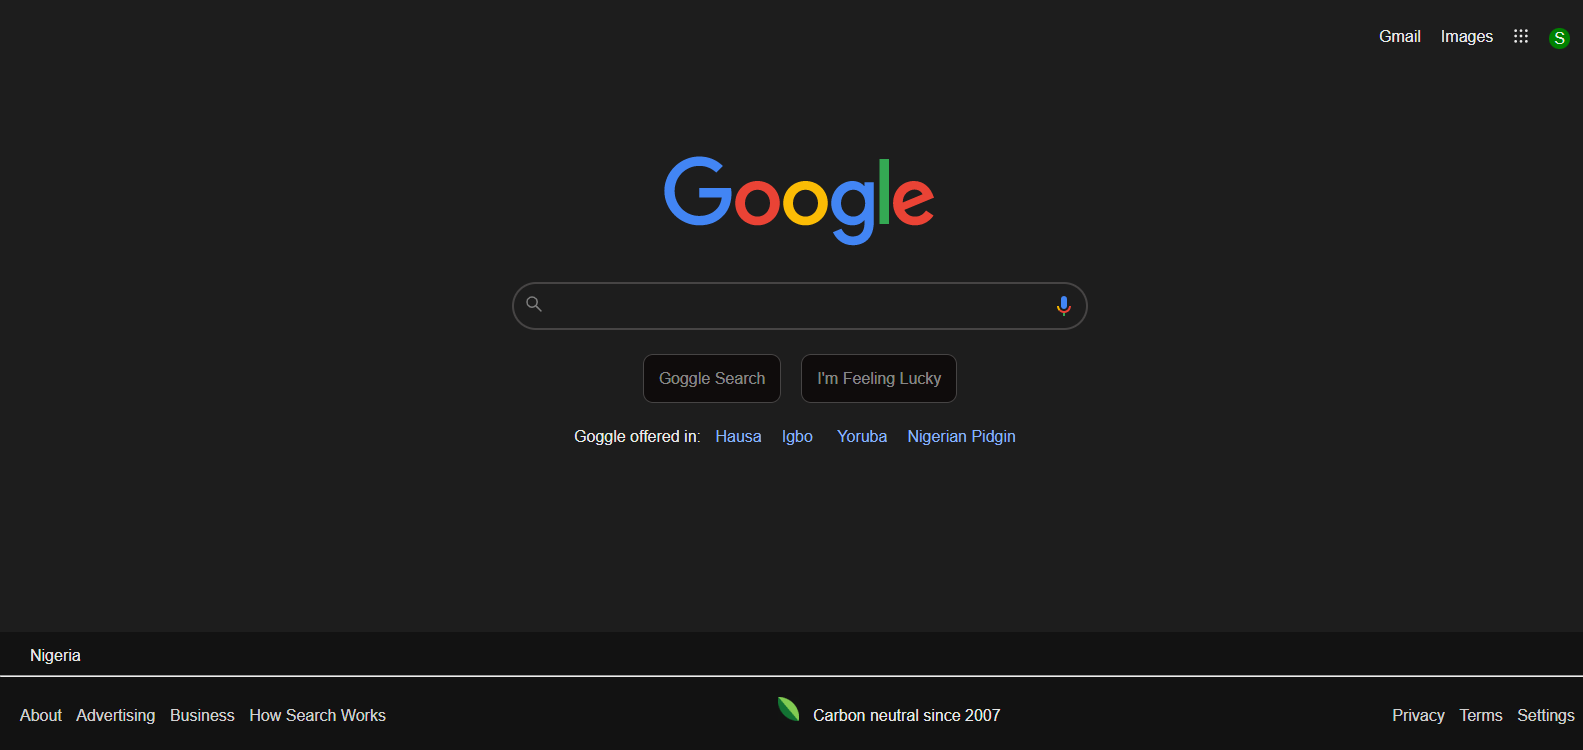 Gmail Images S
Google
Goggle Search I'm Feeling Lucky
Goggle offered in: Hausa Igbo Yoruba Nigerian Pidgin
Nigeria
About Advertising Business How Search Works Carbon neutral since 2007 Privacy Terms Settings